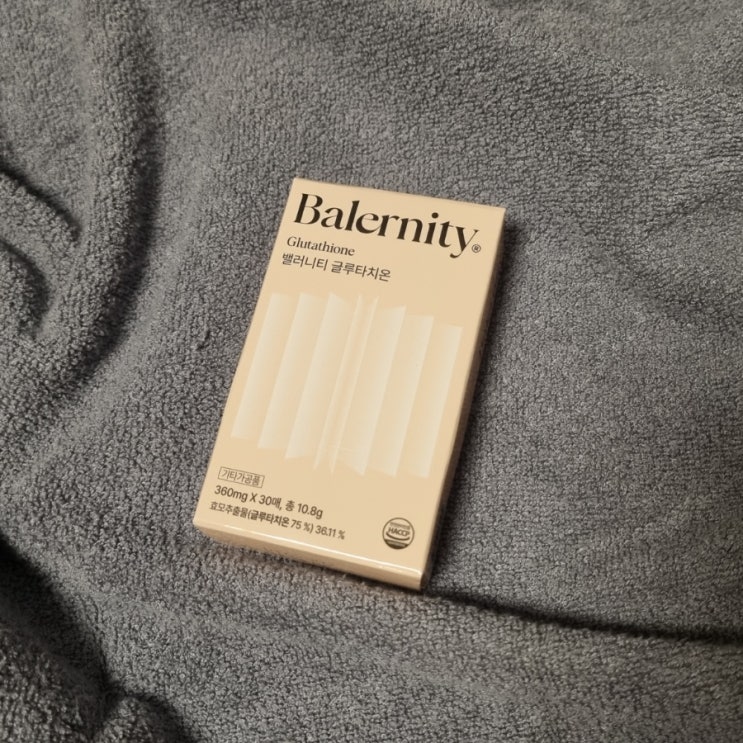 Balernity®
Glutathione
밸러니티 글루타치온
기타가공품
360mg X 30매, 총 10.8g
효모추출물(글루타치온 75 %) 36.11 %
HACCP